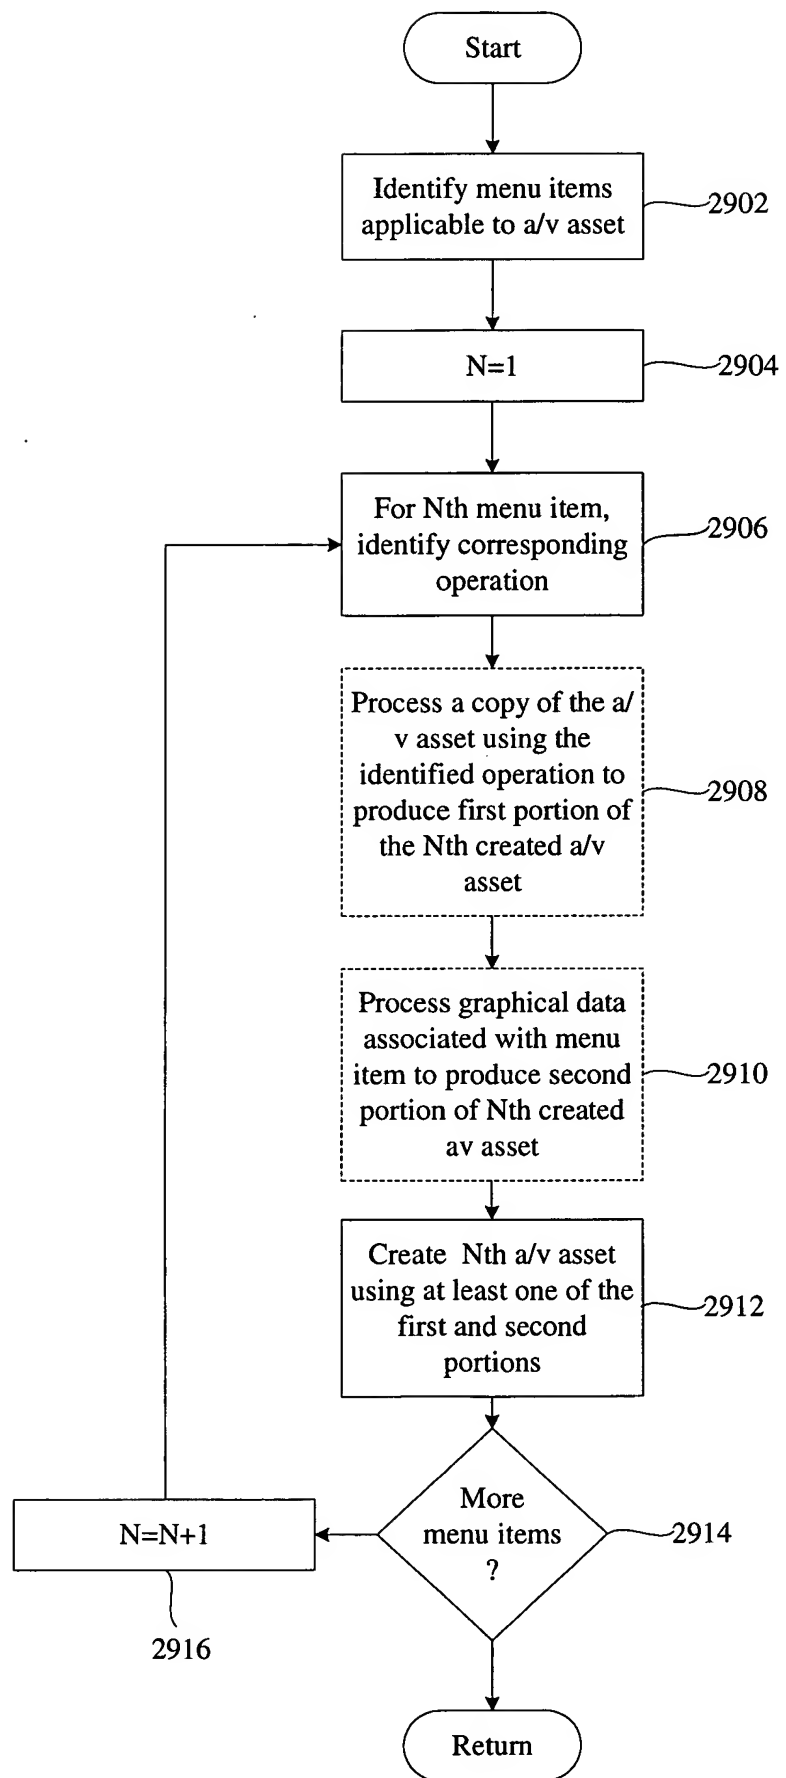 Start
Identify menu items
applicable to a/v asset
2902
N=1
2904
For Nth menu item,
identify corresponding
operation
2906
Process a copy of the a/
v asset using the
identified operation to
produce first portion of
the Nth created a/v
asset
2908
Process graphical data
associated with menu
item to produce second
portion of Nth created
av asset
2910
Create Nth a/v asset
using at least one of the
first and second
portions
2912
More
menu items
?
2914
N=N+1
2916
Return